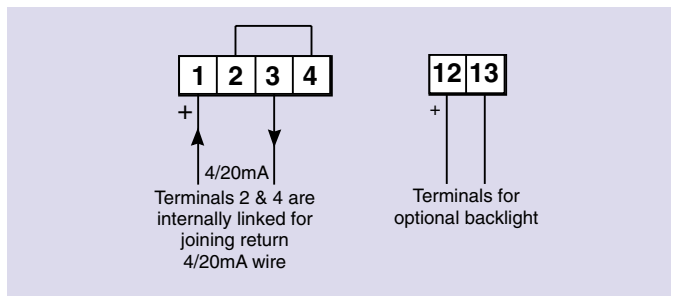 1 2 3 4
12 13
+
+
4/20mA
Terminals 2 & 4 are
internally linked for
joining return
4/20mA wire
Terminals for
optional backlight